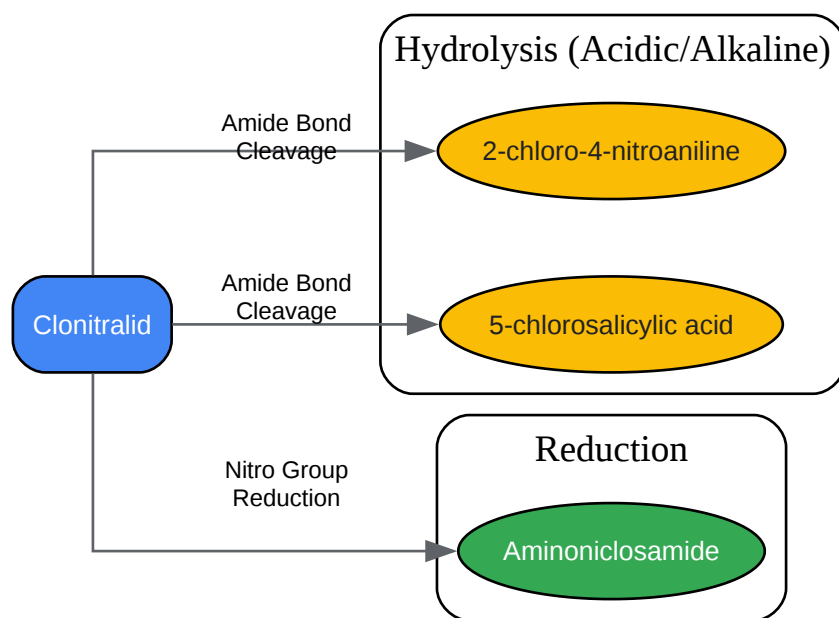 Hydrolysis (Acidic/Alkaline)
Amide Bond
Cleavage
2-chloro-4-nitroaniline
Amide Bond
Cleavage
Clonitralid
5-chlorosalicylic acid
Reduction
Nitro Group
Reduction
Aminoniclosamide